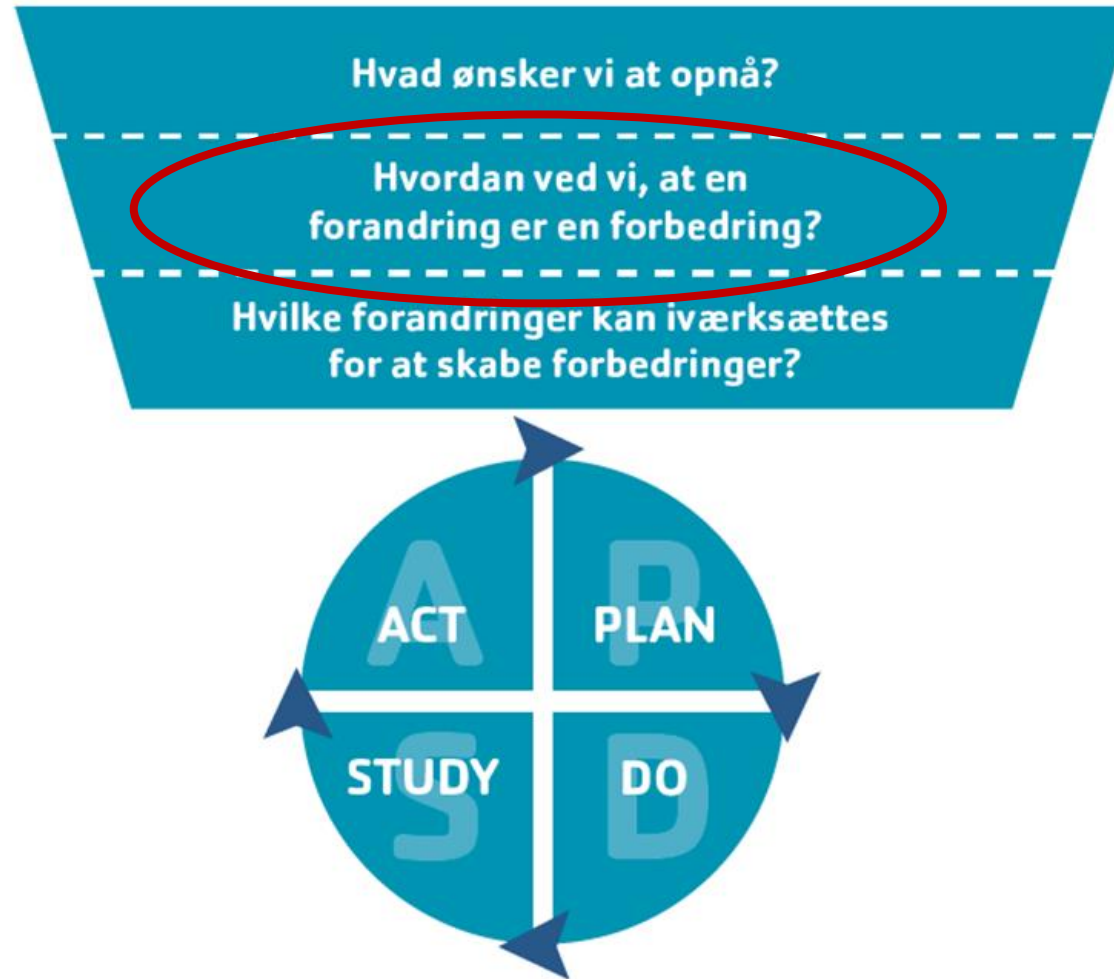 Hvad ønsker vi at opnå?
Hvordan ved vi, at en
forandring er en forbedring?
Hvilke forandringer kan iværksættes
for at skabe forbedringer?
A P
ACT PLAN
STUDY DO
S D